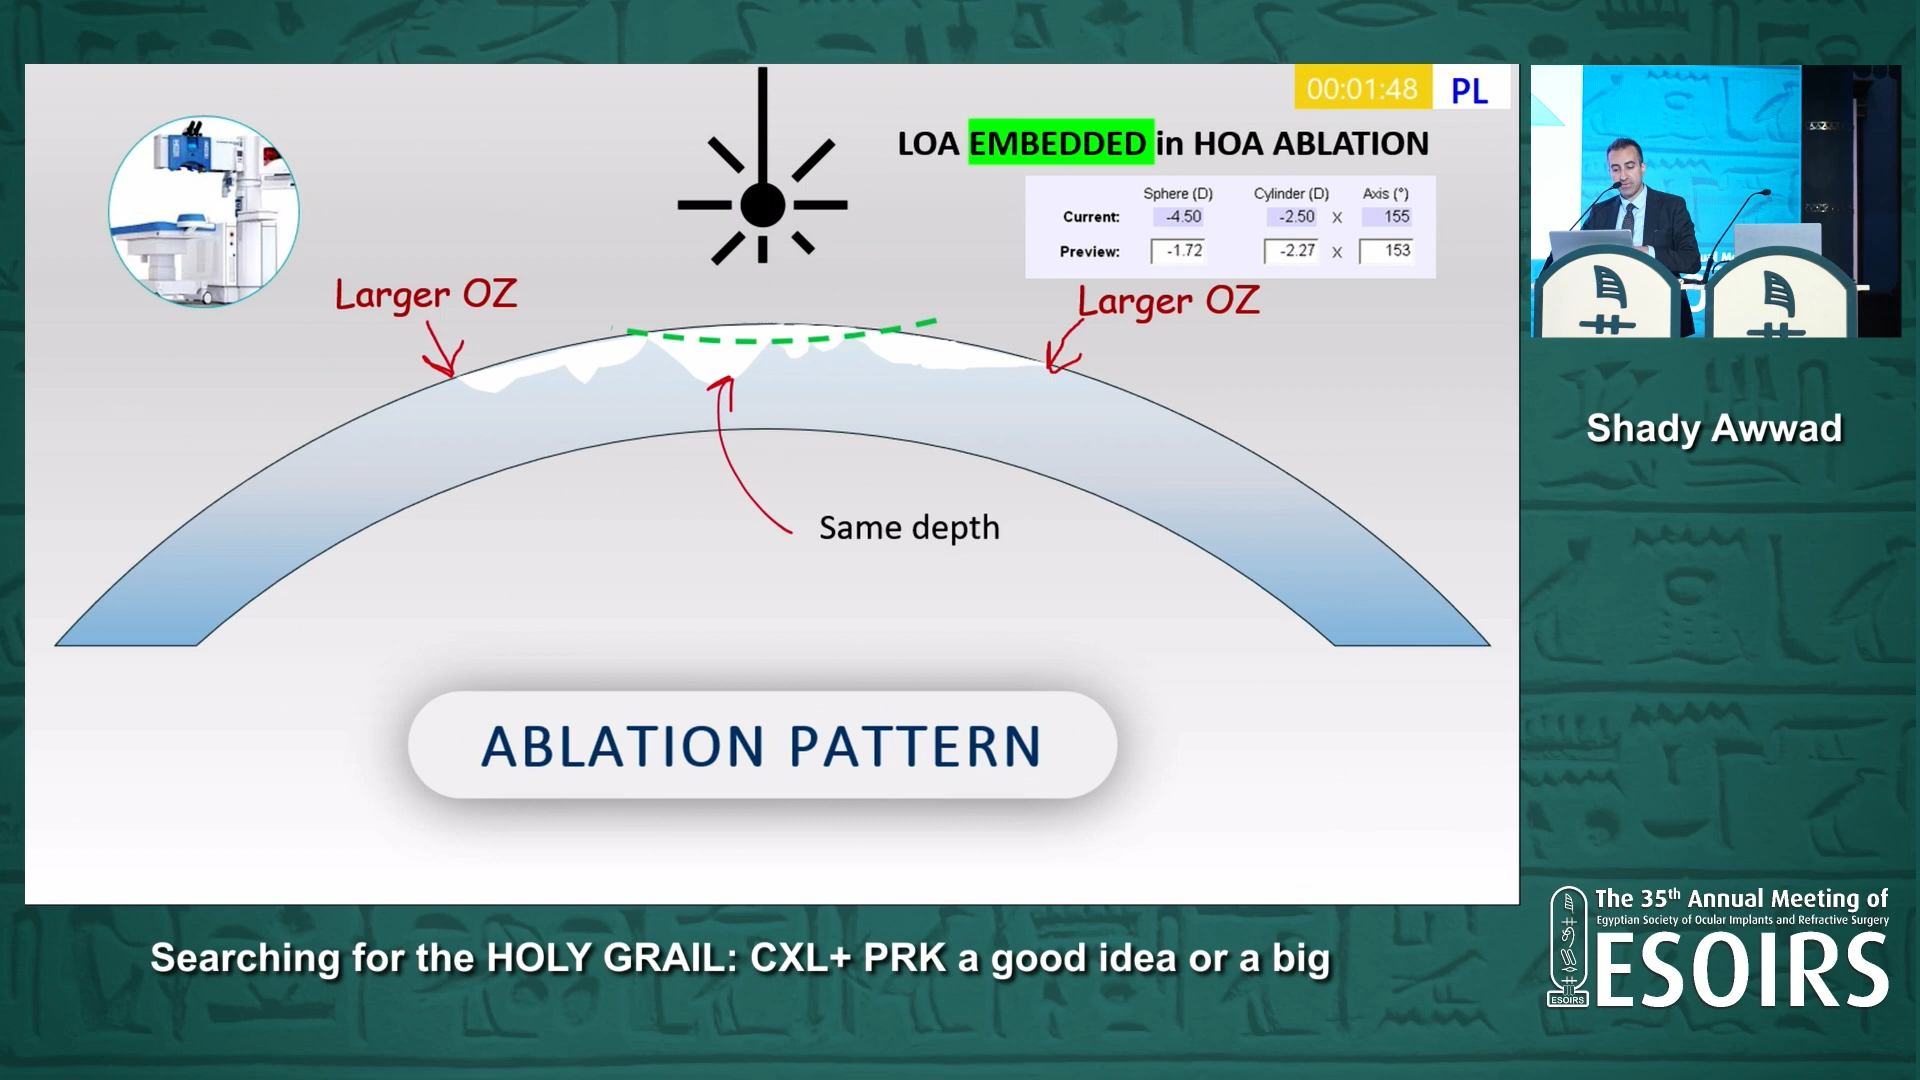 00:01:48 PL
LOA EMBEDDED in HOA ABLATION
Sphere (D) Cylinder (D) Axis (°)
Current: -4.50 -2.50 X 155
Preview: -1.72 -2.27 X 153
Larger OZ
Larger OZ
Same depth
ABLATION PATTERN
Shady Awwad
Searching for the HOLY GRAIL: CXL+ PRK a good idea or a big
The 35th Annual Meeting of
Egyptian Society of Ocular Implants and Refractive Surgery
ESOIRS
ESOIRS